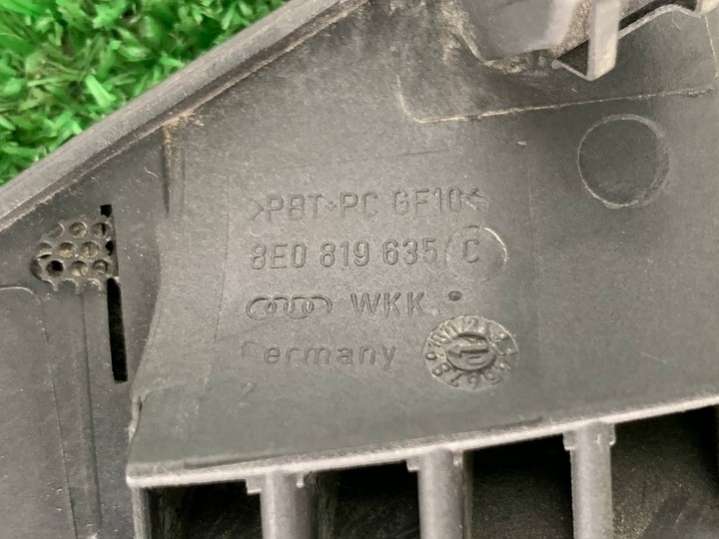 >PBT+PC GF10<
8E0 819 635 C
WKK.
Germany